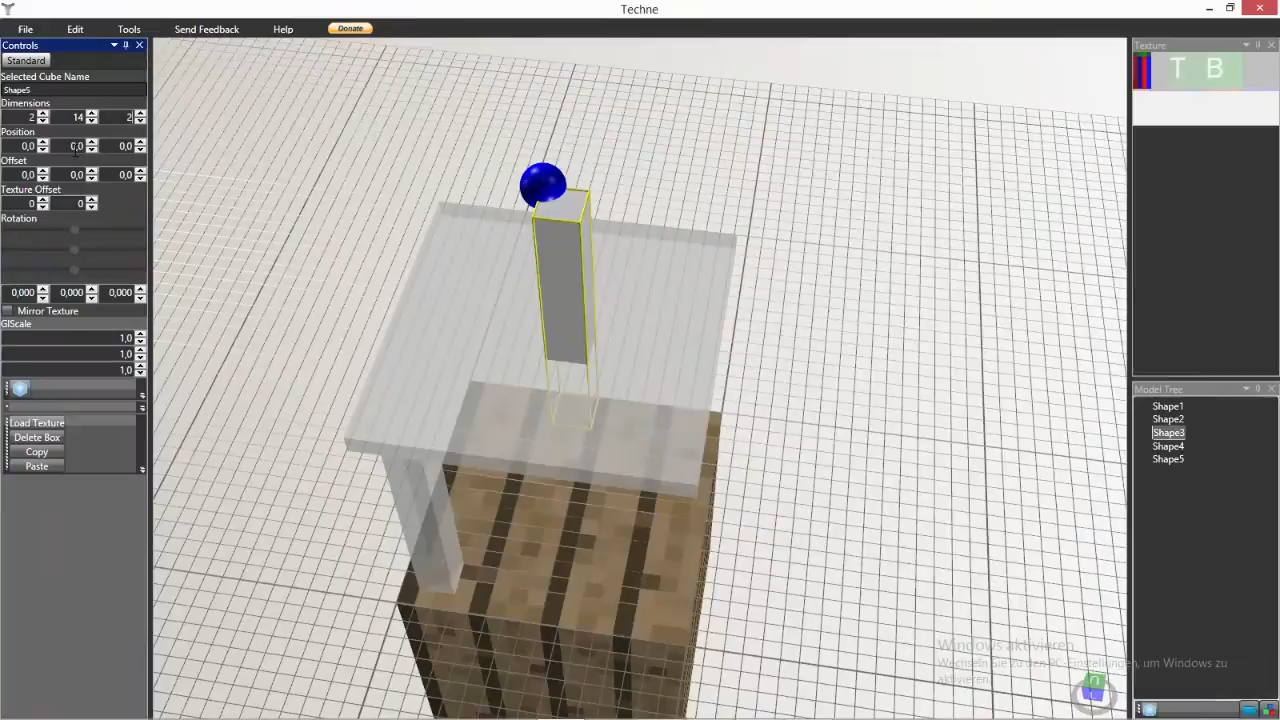 Techne
File Edit Tools Send Feedback Help Donate
Controls
Standard
Selected Cube Name
Shape5
Dimensions
2 14 2
Position
0,0 0,0 0,0
Offset
0,0 0,0 0,0
Texture Offset
0 0
Rotation
0,000 0,000 0,000
Mirror Texture
GlScale
1,0
1,0
1,0
Load Texture
Delete Box
Copy
Paste
Texture
T B
Model Tree
Shape1
Shape2
Shape3
Shape4
Shape5
Windows aktivieren
Wechseln Sie zu den PC-Einstellungen, um Windows zu
aktivieren.
n